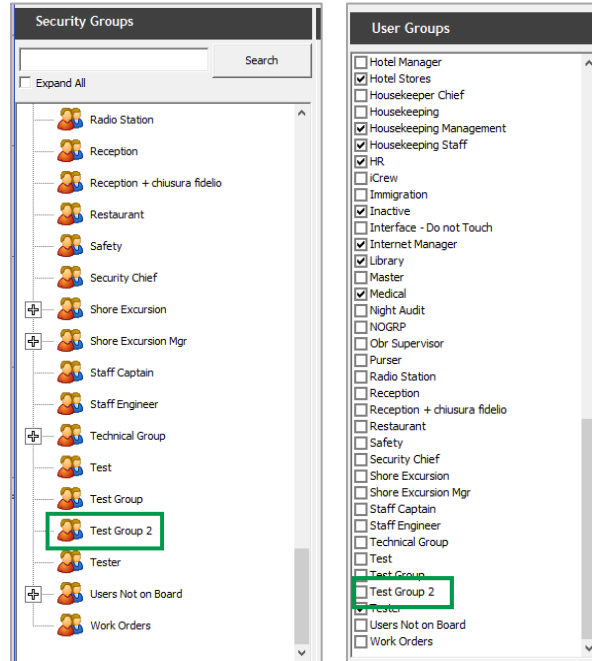 Security Groups
Search
Expand All
Radio Station
Reception
Reception + chiusura fidelio
Restaurant
Safety
Security Chief
Shore Excursion
Shore Excursion Mgr
Staff Captain
Staff Engineer
Technical Group
Test
Test Group
Test Group 2
Tester
Users Not on Board
Work Orders
User Groups
Hotel Manager
Hotel Stores
Housekeeper Chief
Housekeeping
Housekeeping Management
Housekeeping Staff
HR
iCrew
Immigration
Inactive
Interface - Do not Touch
Internet Manager
Library
Master
Medical
Night Audit
NOGRP
Obr Supervisor
Purser
Radio Station
Reception
Reception + chiusura fidelio
Restaurant
Safety
Security Chief
Shore Excursion
Shore Excursion Mgr
Staff Captain
Staff Engineer
Technical Group
Test
Test Group
Test Group 2
Tester
Users Not on Board
Work Orders